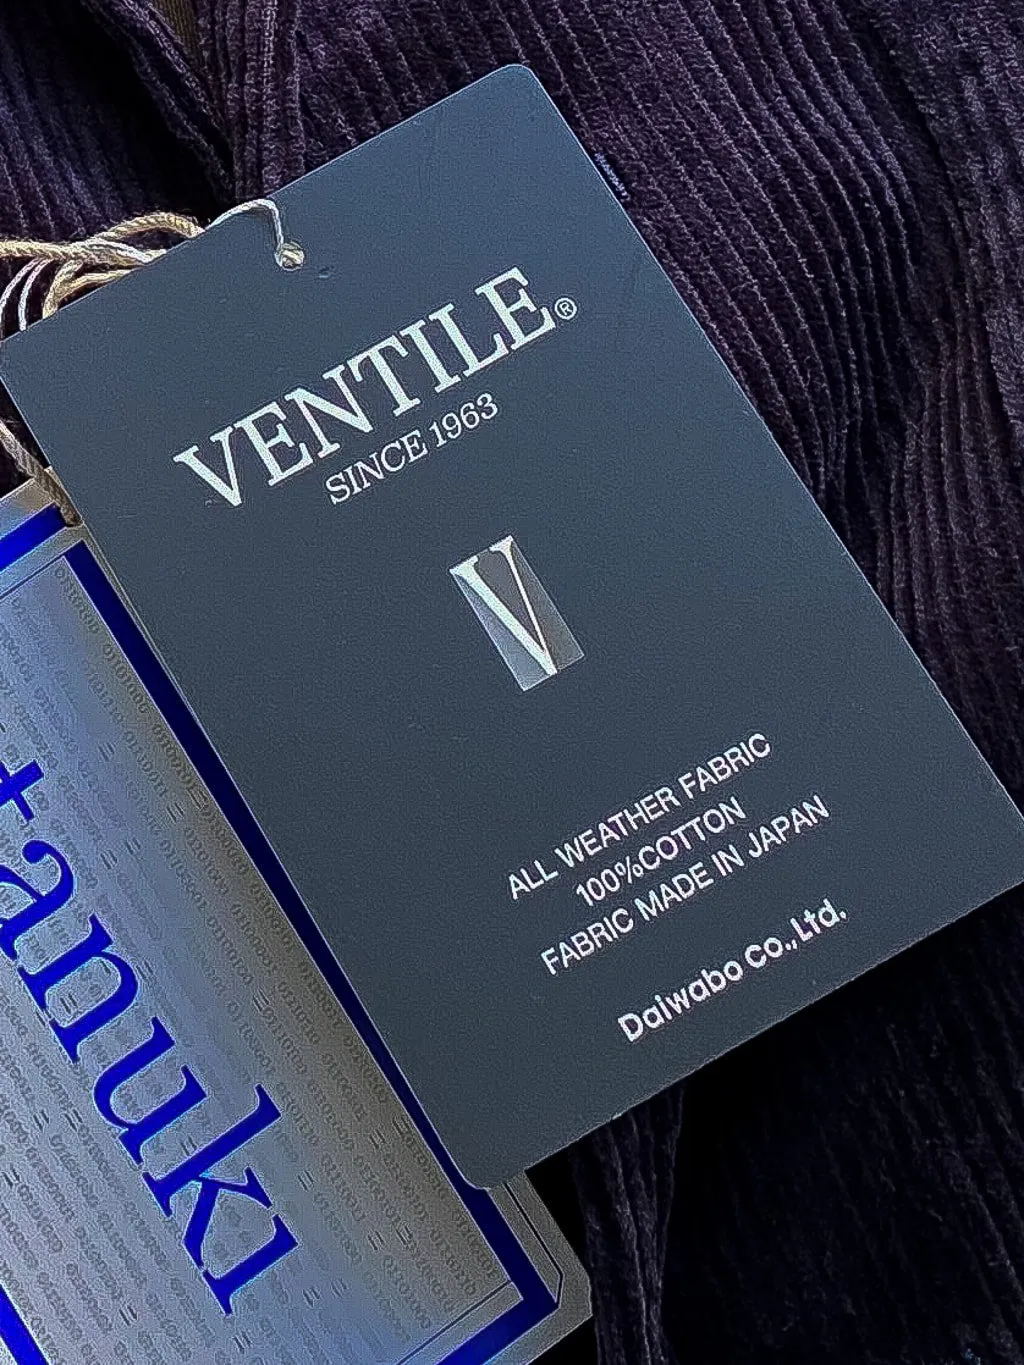 VENTILE®
SINCE 1963
V
ALL WEATHER FABRIC
100%COTTON
FABRIC MADE IN JAPAN
Daiwabo Co.,Ltd.
tanuki